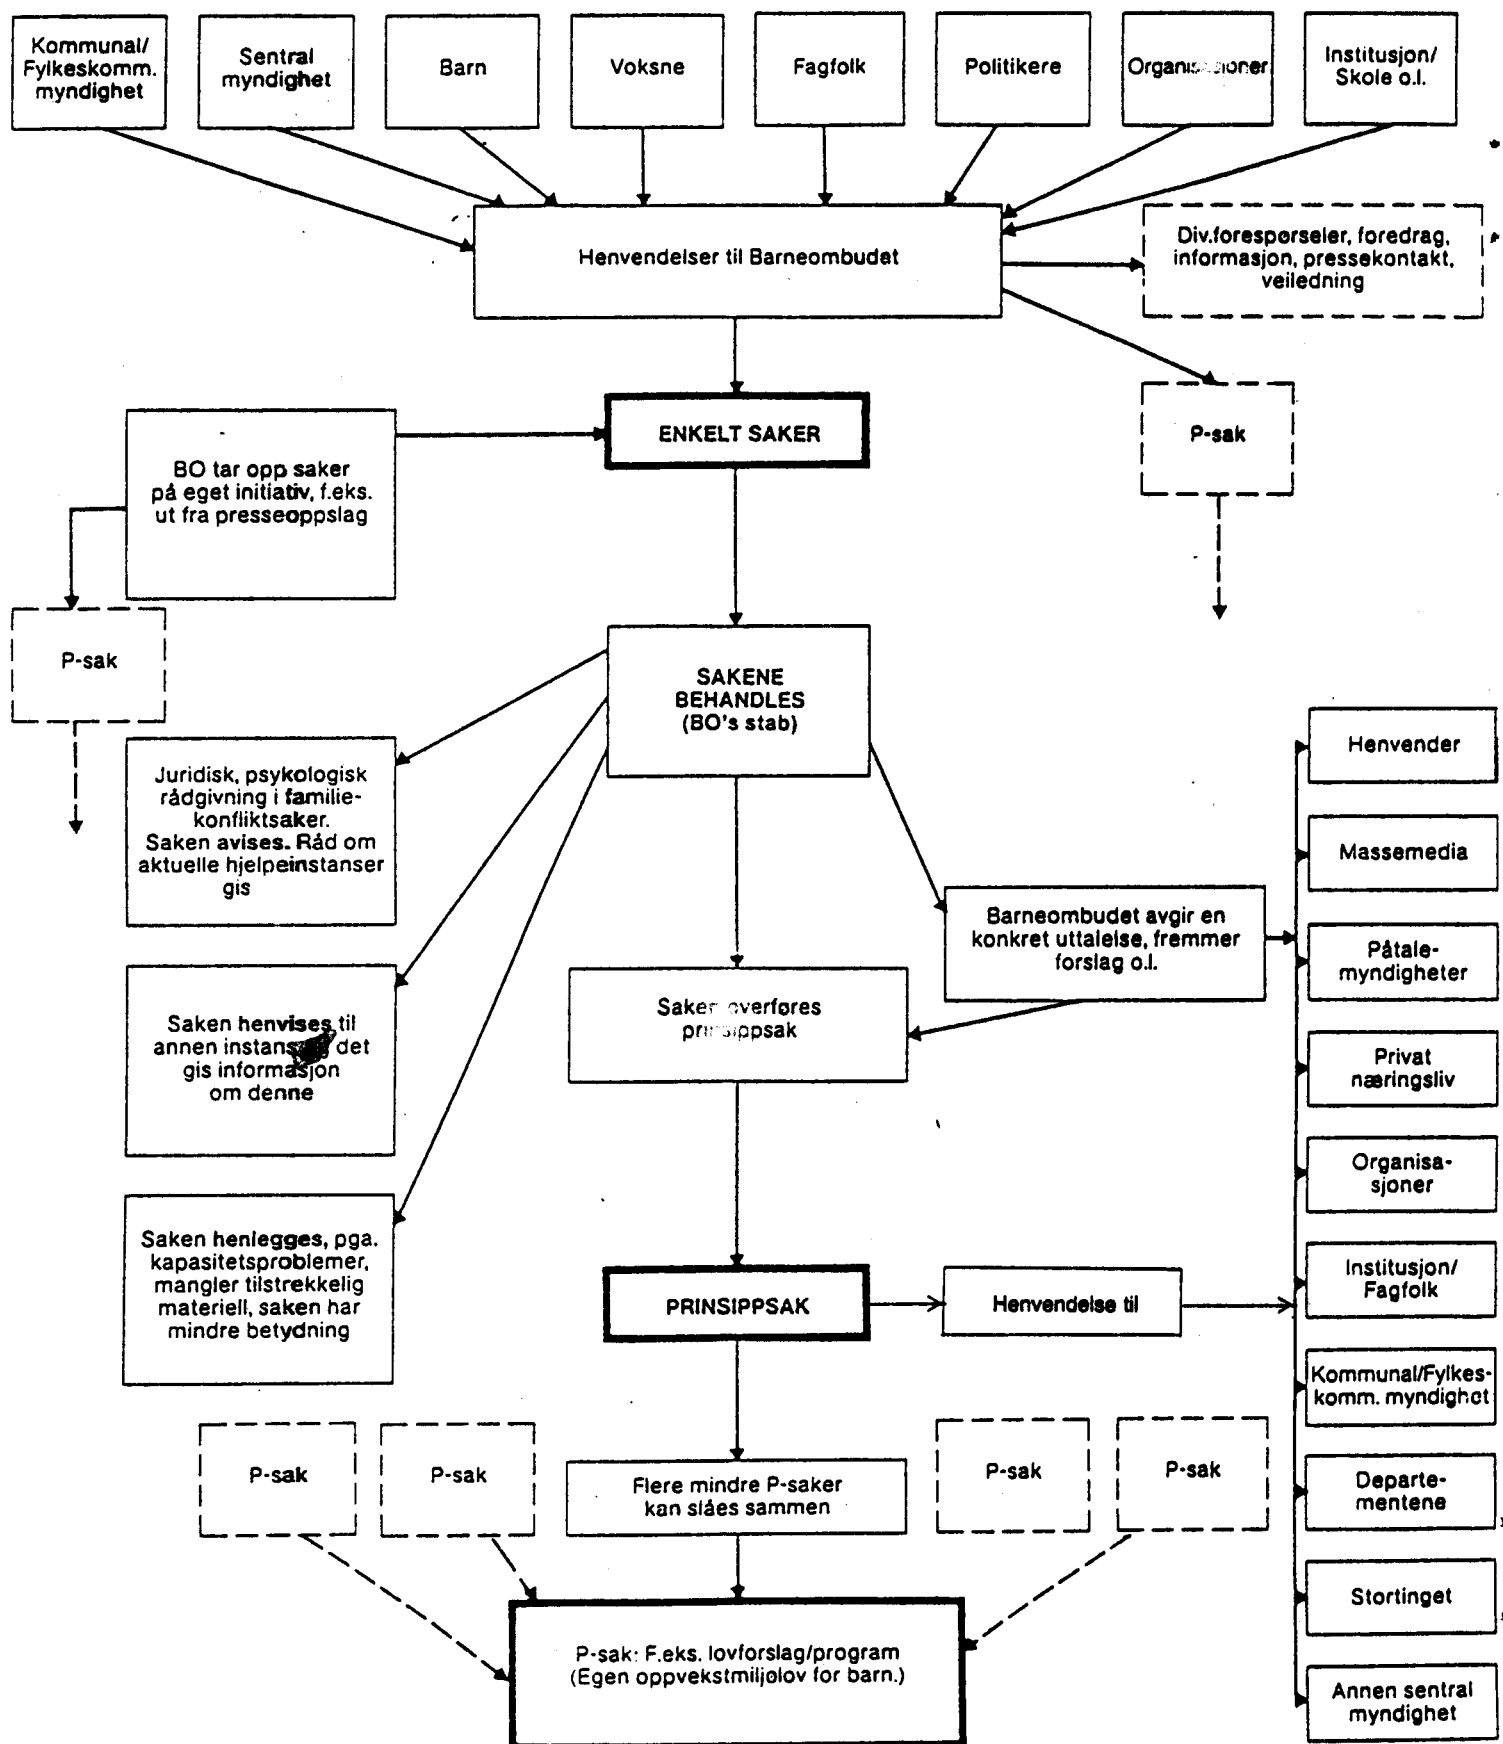 Kommunal/
Fylkeskomm.
myndighet
Sentral
myndighet
Barn
Voksne
Fagfolk
Politikere
Organisasjoner
Institusjon/
Skole o.l.
Henvendelser til Barneombudet
Div.forespørseler, foredrag,
informasjon, pressekontakt,
veiledning
P-sak
ENKELT SAKER
BO tar opp saker
på eget initiativ, f.eks.
ut fra presseoppslag
P-sak
SAKENE
BEHANDLES
(BO's stab)
Juridisk, psykologisk
rådgivning i familie-
konfliktsaker.
Saken avises. Råd om
aktuelle hjelpeinstanser
gis
Saken henvises til
annen instans det
gis informasjon
om denne
Saken henlegges, pga.
kapasitetsproblemer,
mangler tilstrekkelig
materiell, saken har
mindre betydning
Barneombudet avgir en
konkret uttalelse, fremmer
forslag o.l.
Saken overføres
prinsippsak
PRINSIPPSAK
Henvendelse til
Henvender
Massemedia
Påtale-
myndigheter
Privat
næringsliv
Organisa-
sjoner
Institusjon/
Fagfolk
Kommunal/Fylkes-
komm. myndighet
Departe-
mentene
Stortinget
Annen sentral
myndighet
P-sak
P-sak
Flere mindre P-saker
kan slåes sammen
P-sak
P-sak
P-sak: F.eks. lovforslag/program
(Egen oppvekstmiljølov for barn.)